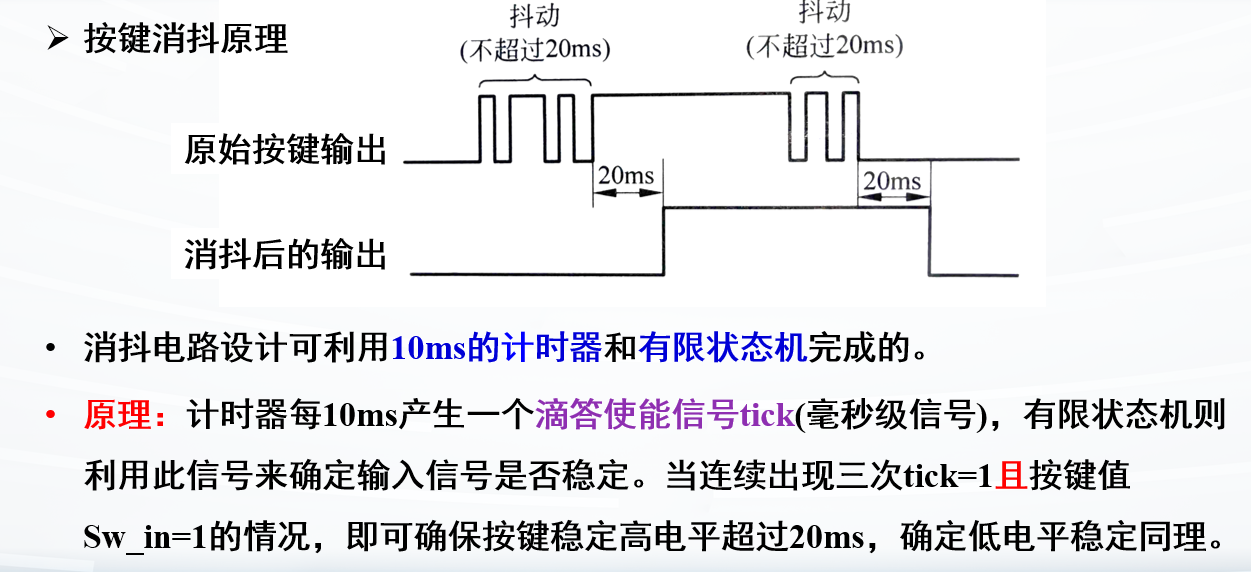 ➢ 按键消抖原理
抖动
(不超过20ms)
抖动
(不超过20ms)
原始按键输出
20ms
20ms
消抖后的输出
• 消抖电路设计可利用10ms的计时器和有限状态机完成的。
• 原理：计时器每10ms产生一个滴答使能信号tick(毫秒级信号)，有限状态机则
利用此信号来确定输入信号是否稳定。当连续出现三次tick=1且按键值
Sw_in=1的情况，即可确保按键稳定高电平超过20ms，确定低电平稳定同理。